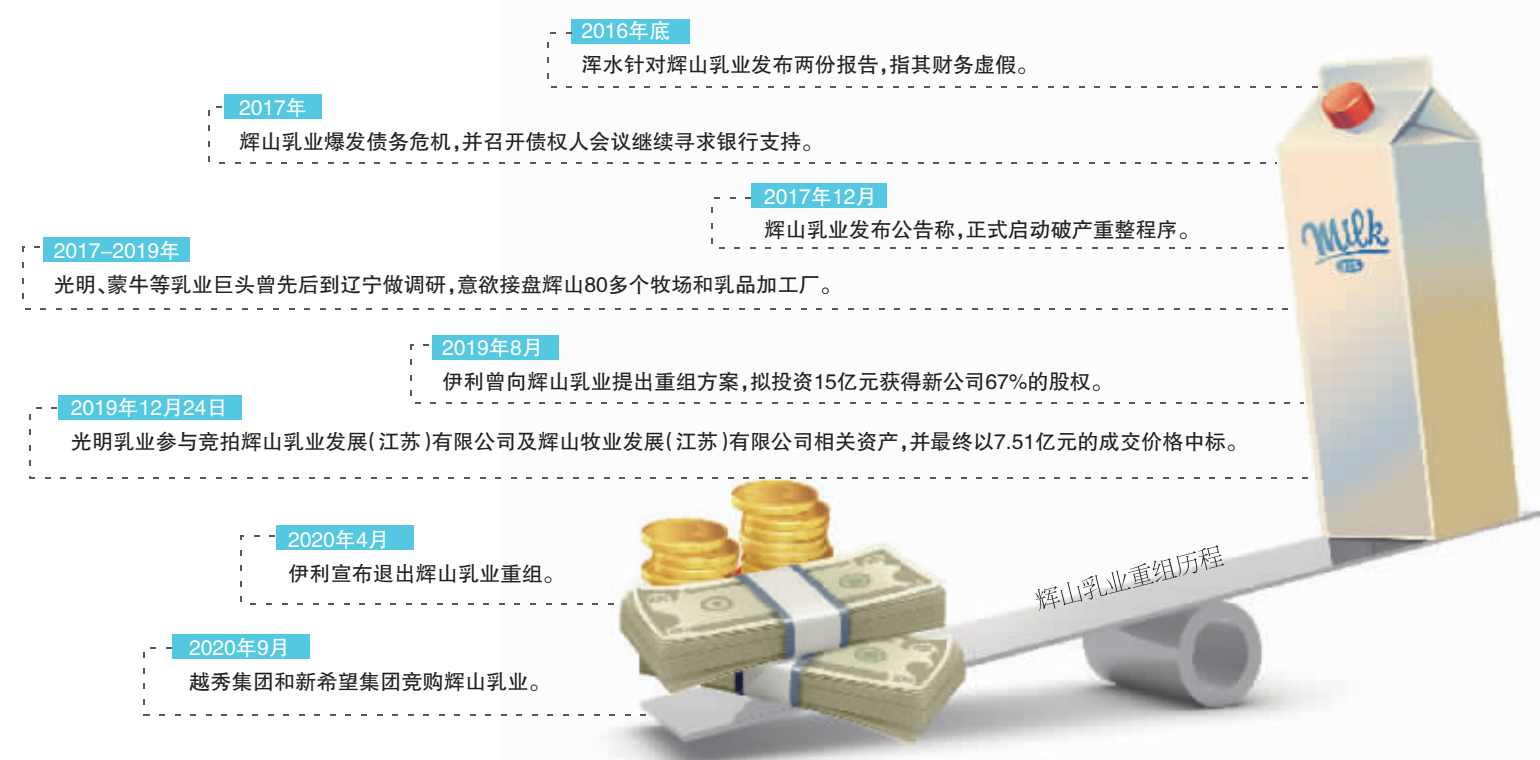 2016年底
浑水针对辉山乳业发布两份报告,指其财务虚假。
2017年
辉山乳业爆发债务危机,并召开债权人会议继续寻求银行支持。
2017年12月
辉山乳业发布公告称,正式启动破产重整程序。
2017–2019年
光明、蒙牛等乳业巨头曾先后到辽宁做调研,意欲接盘辉山80多个牧场和乳品加工厂。
2019年8月
伊利曾向辉山乳业提出重组方案,拟投资15亿元获得新公司67%的股权。
2019年12月24日
光明乳业参与竞拍辉山乳业发展(江苏)有限公司及辉山牧业发展(江苏)有限公司相关资产,并最终以7.51亿元的成交价格中标。
2020年4月
伊利宣布退出辉山乳业重组。
2020年9月
越秀集团和新希望集团竞购辉山乳业。
Milk
辉山乳业重组历程